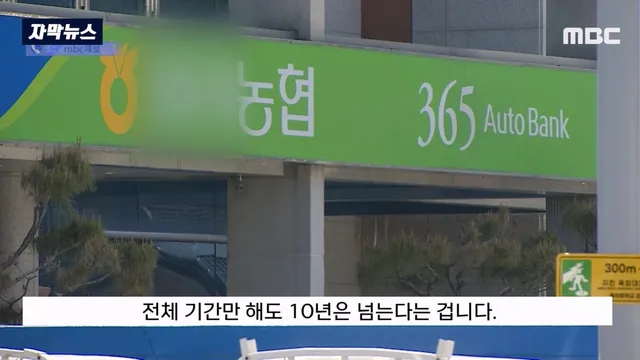 자막뉴스
MBC
농협
365 Auto Bank
300m
전체 기간만 해도 10년은 넘는다는 겁니다.